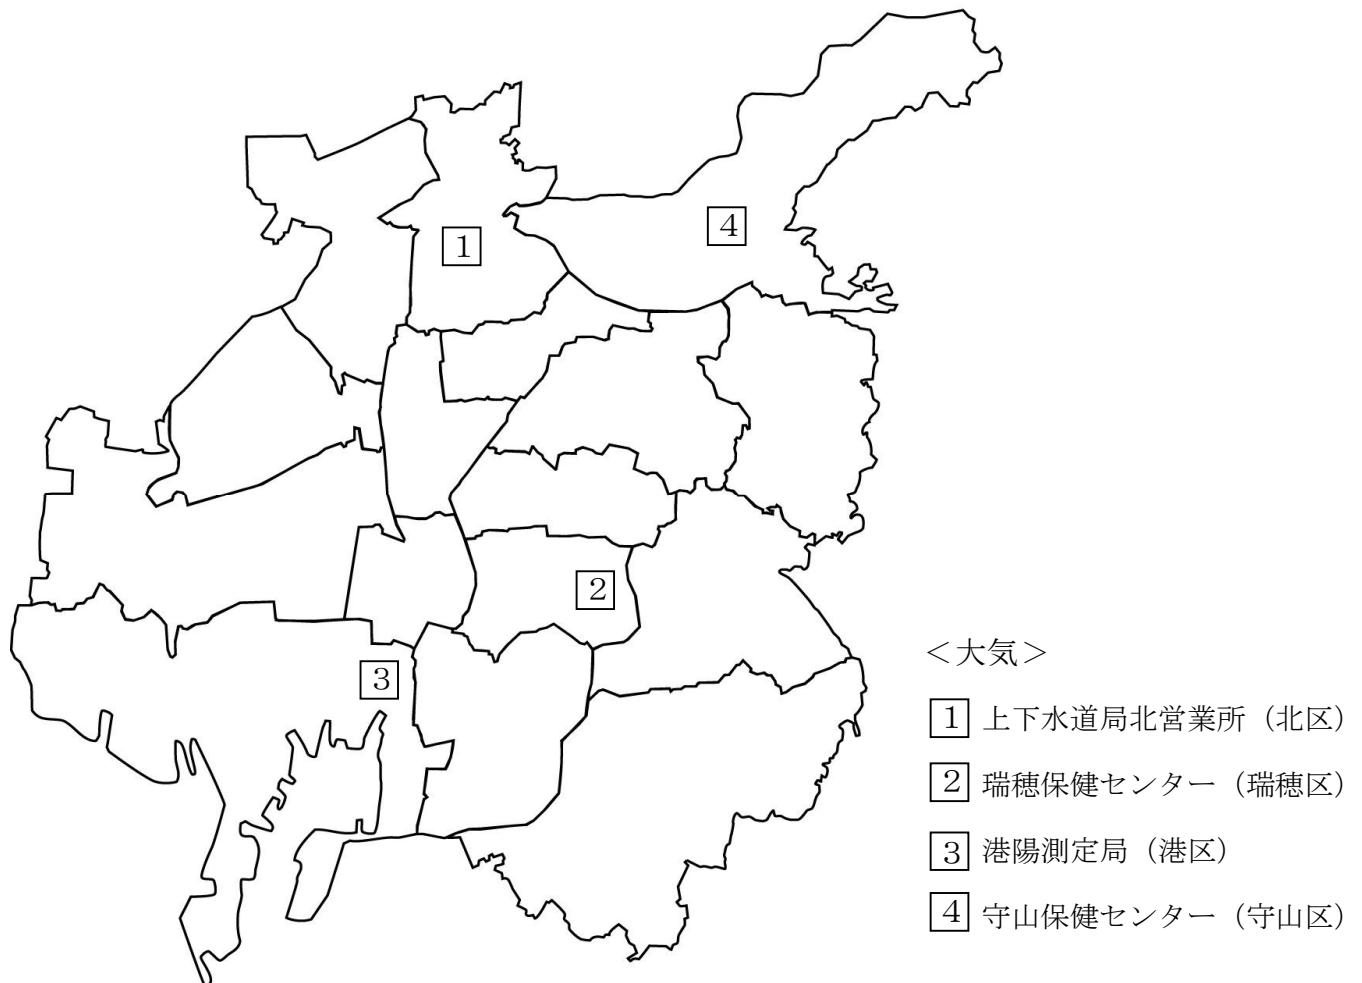 4
1
2
3
＜大気＞
1 上下水道局北営業所（北区）
2 瑞穂保健センター（瑞穂区）
3 港陽測定局（港区）
4 守山保健センター（守山区）